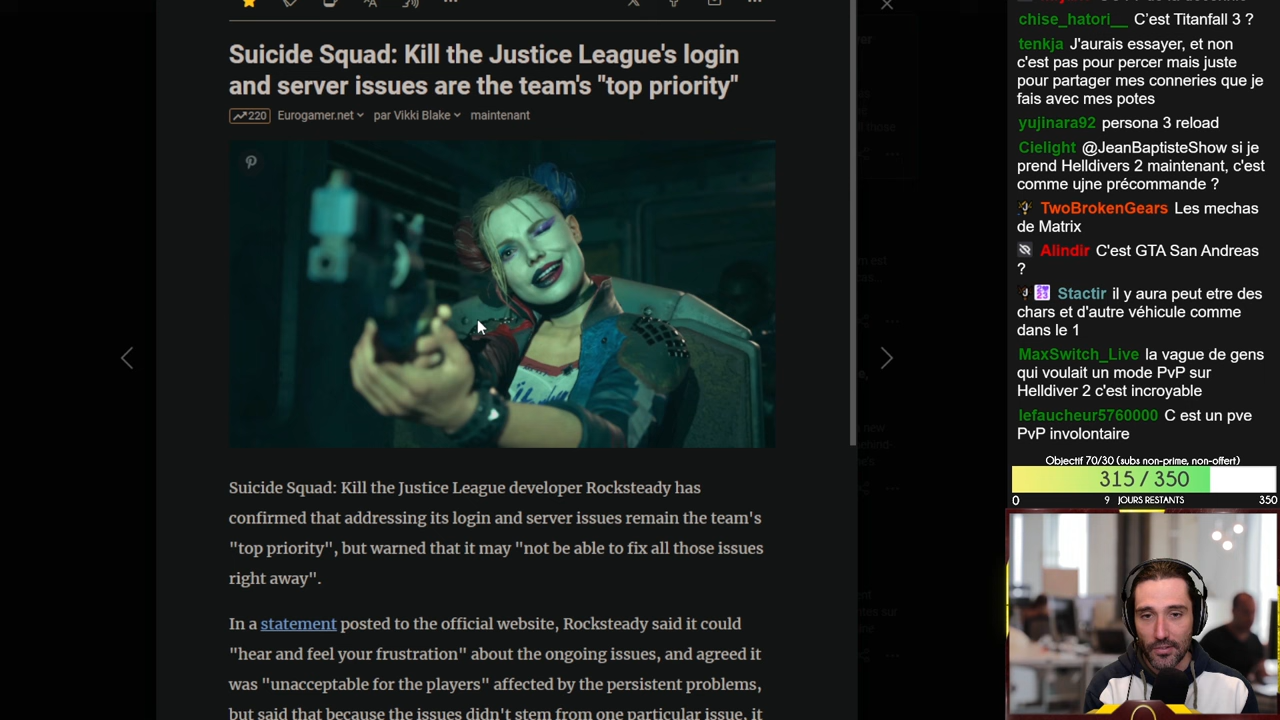 Suicide Squad: Kill the Justice League's login
and server issues are the team's "top priority"
220 Eurogamer.net par Vikki Blake maintenant
Suicide Squad: Kill the Justice League developer Rocksteady has
confirmed that addressing its login and server issues remain the team's
"top priority", but warned that it may "not be able to fix all those issues
right away".
In a statement posted to the official website, Rocksteady said it could
"hear and feel your frustration" about the ongoing issues, and agreed it
was "unacceptable for the players" affected by the persistent problems,
but said that because the issues didn't stem from one particular issue, it
chise_hatori__ C'est Titanfall 3 ?
tenkja J'aurais essayer, et non
c'est pas pour percer mais juste
pour partager mes conneries que je
fais avec mes potes
yujinara92 persona 3 reload
Cielight @JeanBaptisteShow si je
prend Helldivers 2 maintenant, c'est
comme ujne précommande ?
TwoBrokenGears Les mechas
de Matrix
Alindir C'est GTA San Andreas
?
Stactir il y aura peut etre des
chars et d'autre véhicule comme
dans le 1
MaxSwitch_Live la vague de gens
qui voulait un mode PvP sur
Helldiver 2 c'est incroyable
lefaucheur5760000 C est un pve
PvP involontaire
Objectif 70/30 (subs non-prime, non-offert)
315 / 350
0 9 JOURS RESTANTS 350